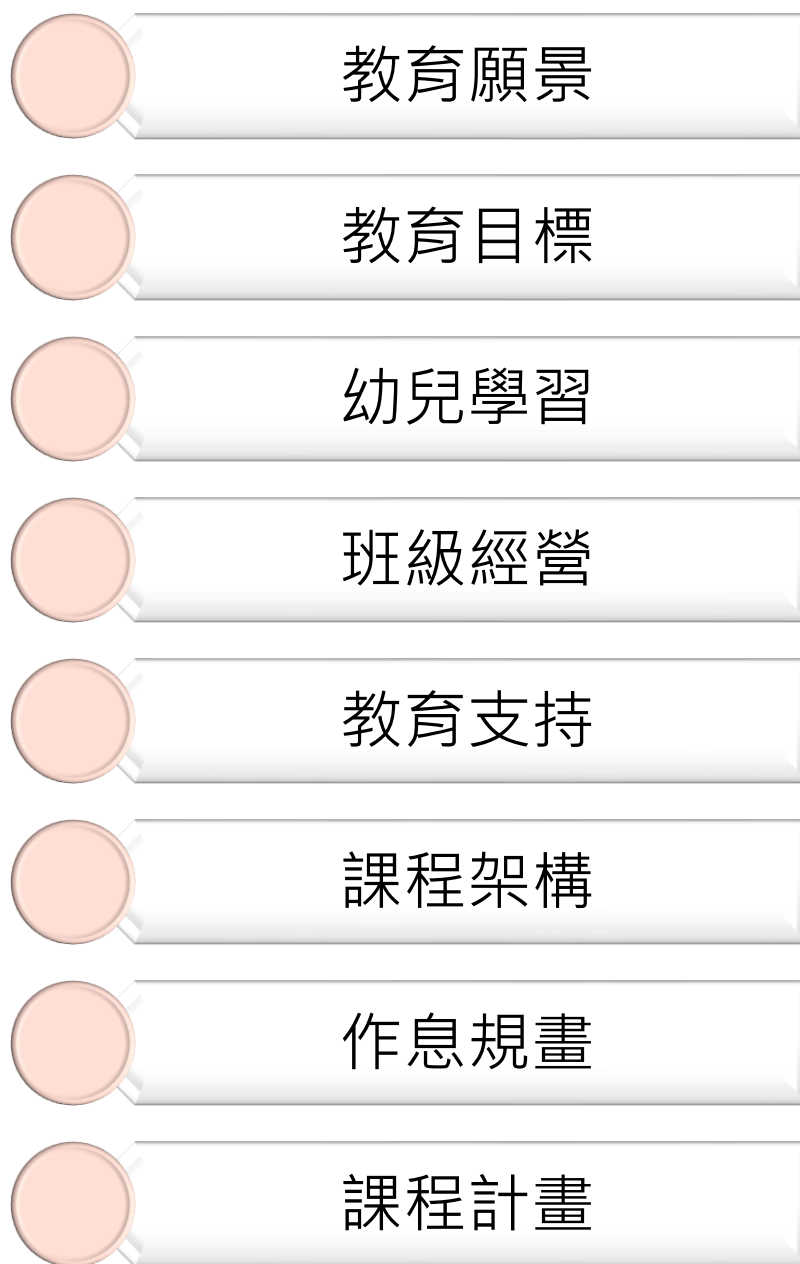 教育願景
教育目標
幼兒學習
班級經營
教育支持
課程架構
作息規畫
課程計畫